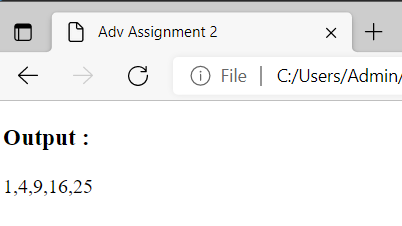 Adv Assignment 2
File | C:/Users/Admin/
Output :
1,4,9,16,25